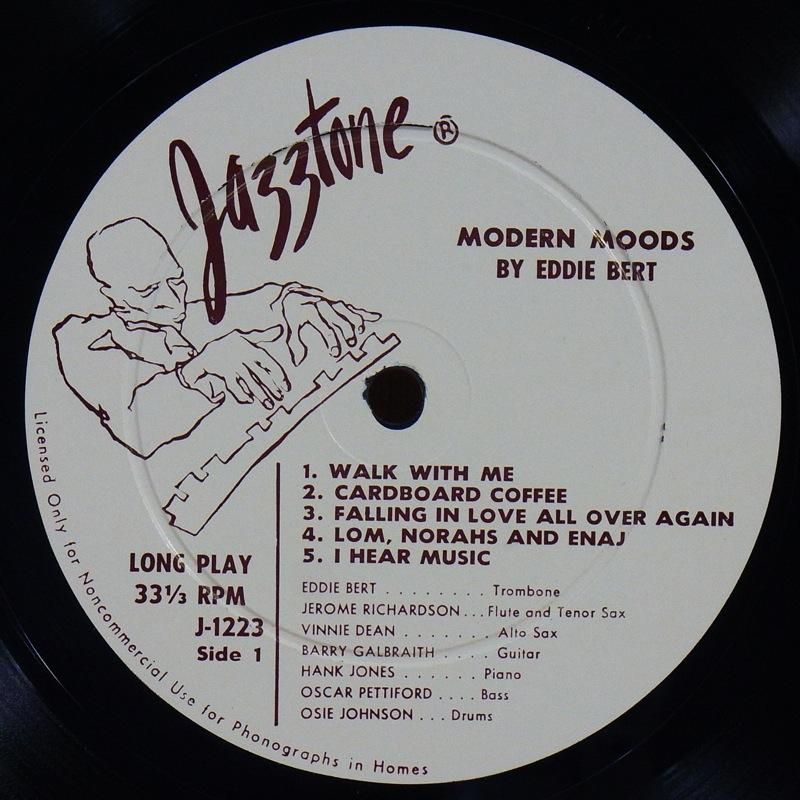 Jazztone ®
MODERN MOODS
BY EDDIE BERT
1. WALK WITH ME
2. CARDBOARD COFFEE
3. FALLING IN LOVE ALL OVER AGAIN
4. LOM, NORAHS AND ENAJ
5. I HEAR MUSIC
LONG PLAY
33⅓ RPM
J-1223
Side 1
EDDIE BERT . . . . . . . . Trombone
JEROME RICHARDSON . . . Flute and Tenor Sax
VINNIE DEAN . . . . . . . Alto Sax
BARRY GALBRAITH . . . . . Guitar
HANK JONES . . . . . . Piano
OSCAR PETTIFORD . . . . Bass
OSIE JOHNSON . . . Drums
Licensed Only for Noncommercial Use for Phonographs in Homes